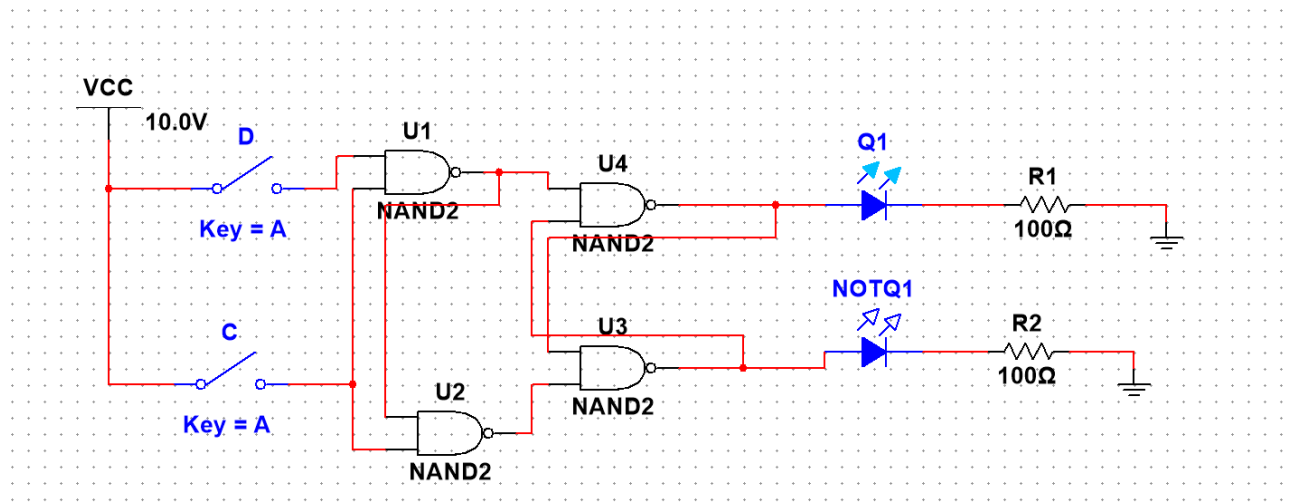 VCC
10.0V
D
Key = A
U1
NAND2
U4
NAND2
Q1
R1
100Ω
C
Key = A
U2
NAND2
U3
NAND2
NOTQ1
R2
100Ω